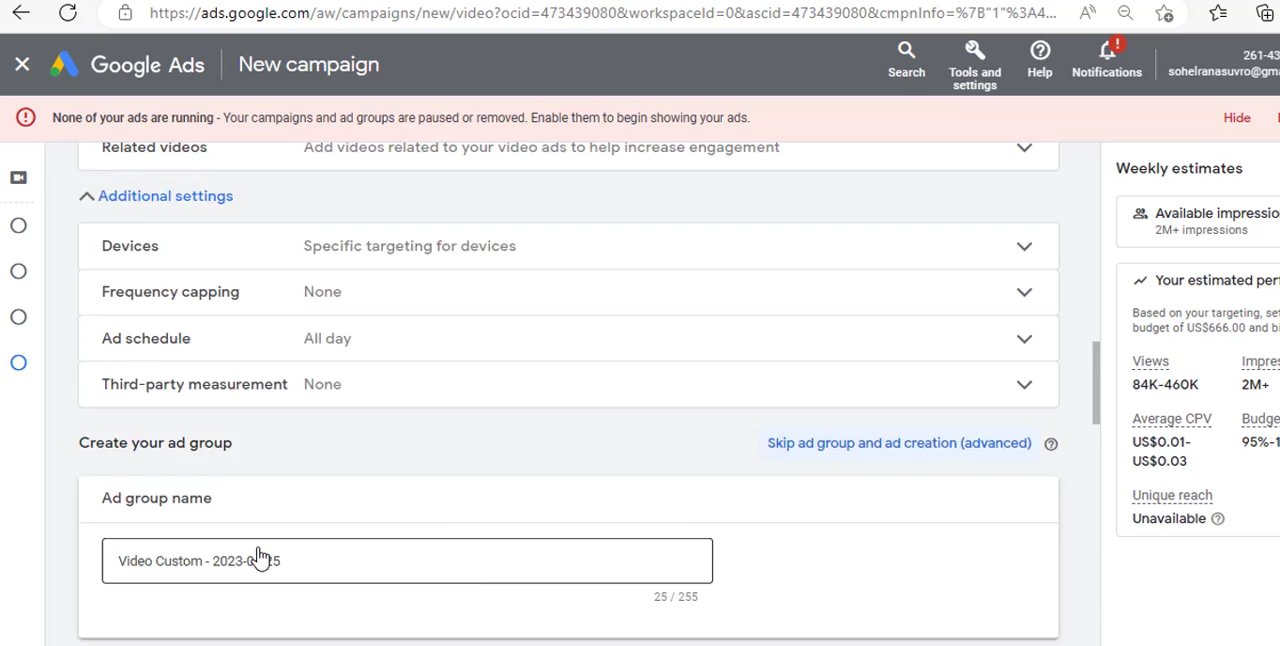 https://ads.google.com/aw/campaigns/new/video?ocid=473439080&workspaceId=0&ascid=473439080&cmpnInfo=%7B"1"%3A4...
Google Ads
New campaign
Search
Tools and settings
Help
Notifications
261-43
sohelranasuvro@gma
None of your ads are running - Your campaigns and ad groups are paused or removed. Enable them to begin showing your ads.
Hide
Related videos Add videos related to your video ads to help increase engagement
Additional settings
Devices Specific targeting for devices
Frequency capping None
Ad schedule All day
Third-party measurement None
Create your ad group
Skip ad group and ad creation (advanced)
Ad group name
Video Custom - 2023-0
25 / 255
Weekly estimates
Available impressio
2M+ impressions
Your estimated perf
Based on your targeting, set
budget of US$666.00 and bi
Views Impres
84K-460K 2M+
Average CPV Budge
US$0.01- 95%-1
US$0.03
Unique reach
Unavailable